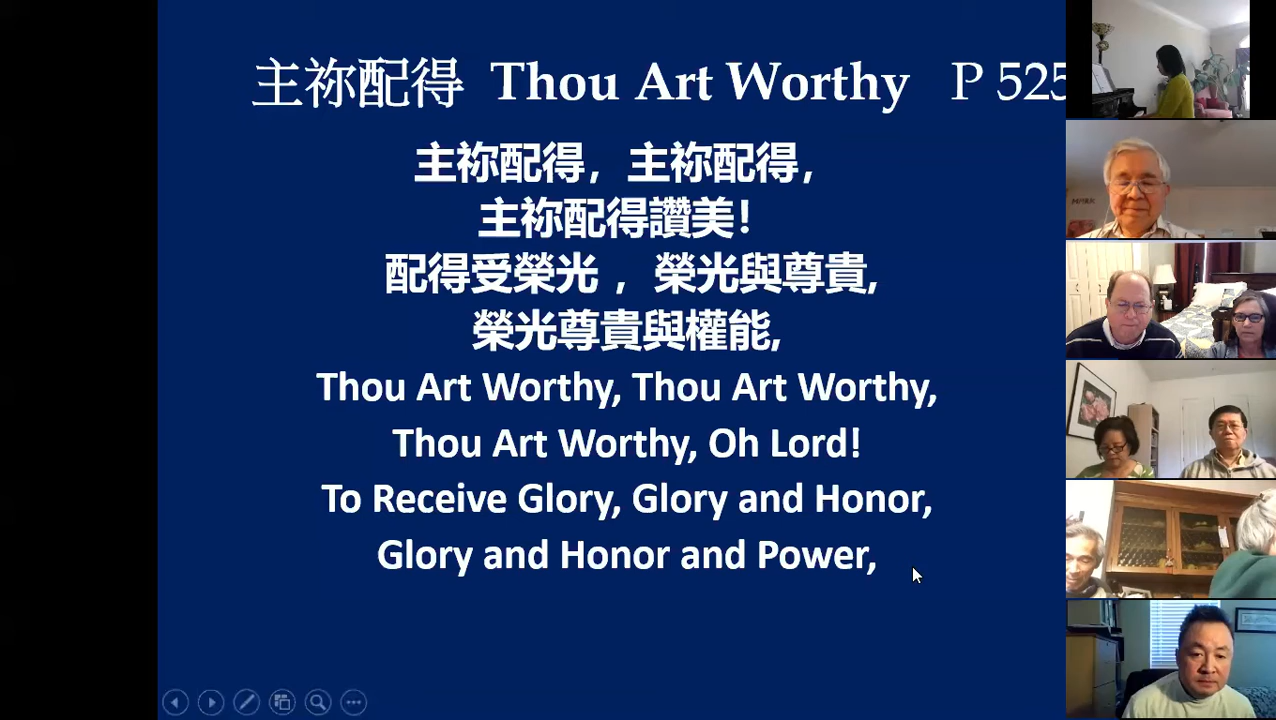 主祢配得 Thou Art Worthy P 525
主祢配得，主祢配得，
主祢配得讚美！
配得受榮光 ，榮光與尊貴,
榮光尊貴與權能,
Thou Art Worthy, Thou Art Worthy,
Thou Art Worthy, Oh Lord!
To Receive Glory, Glory and Honor,
Glory and Honor and Power,